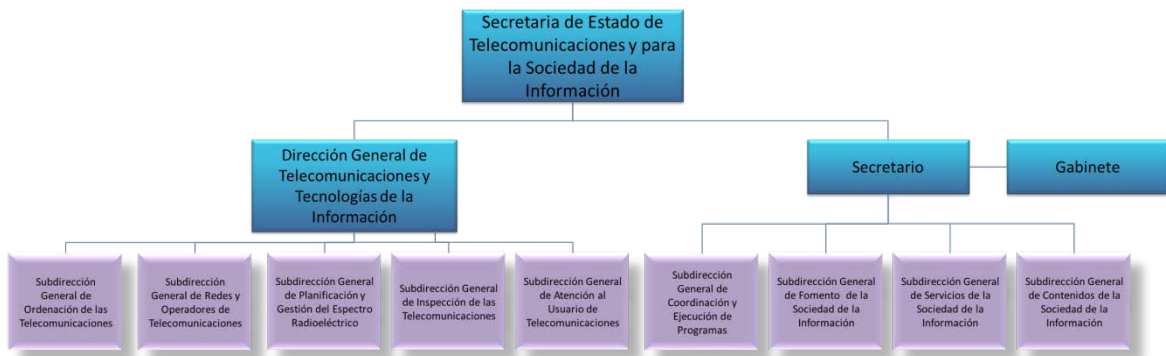 Secretaria de Estado de
Telecomunicaciones y para
la Sociedad de la
Información
Dirección General de
Telecomunicaciones y
Tecnologías de la
Información
Secretario
Gabinete
Subdirección
General de
Ordenación de las
Telecomunicaciones
Subdirección
General de Redes y
Operadores de
Telecomunicaciones
Subdirección General
de Planificación y
Gestión del Espectro
Radioeléctrico
Subdirección General
de Inspección de las
Telecomunicaciones
Subdirección General
de Atención al
Usuario de
Telecomunicaciones
Subdirección
General de
Coordinación y
Ejecución de
Programas
Subdirección General
de Fomento de la
Sociedad de la
Información
Subdirección General
de Servicios de la
Sociedad de la
Información
Subdirección General
de Contenidos de la
Sociedad de la
Información